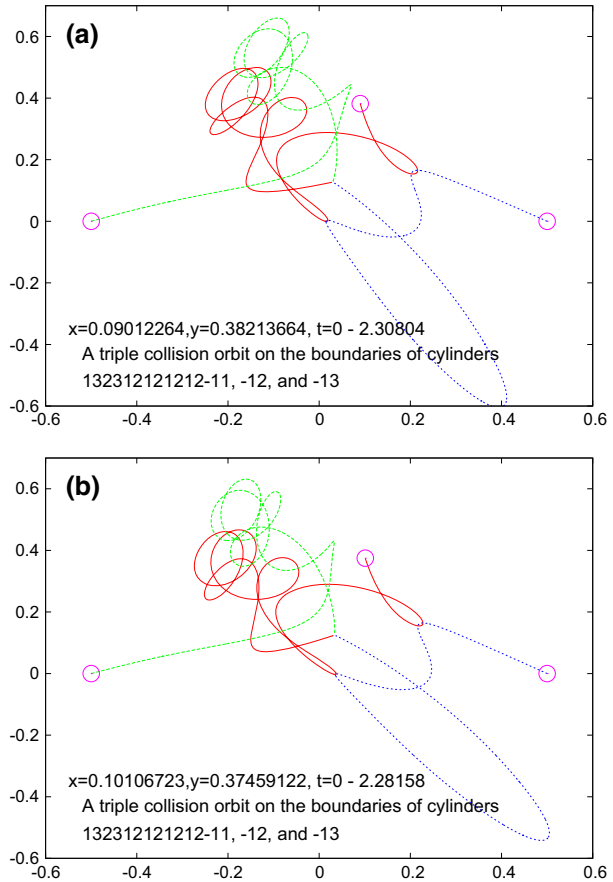 (a)
0.6
0.4
0.2
0
-0.2
-0.4
-0.6
x=0.09012264,y=0.38213664, t=0 - 2.30804
A triple collision orbit on the boundaries of cylinders
132312121212-11, -12, and -13
-0.6 -0.4 -0.2 0 0.2 0.4 0.6
(b)
0.6
0.4
0.2
0
-0.2
-0.4
-0.6
x=0.10106723,y=0.37459122, t=0 - 2.28158
A triple collision orbit on the boundaries of cylinders
132312121212-11, -12, and -13
-0.6 -0.4 -0.2 0 0.2 0.4 0.6